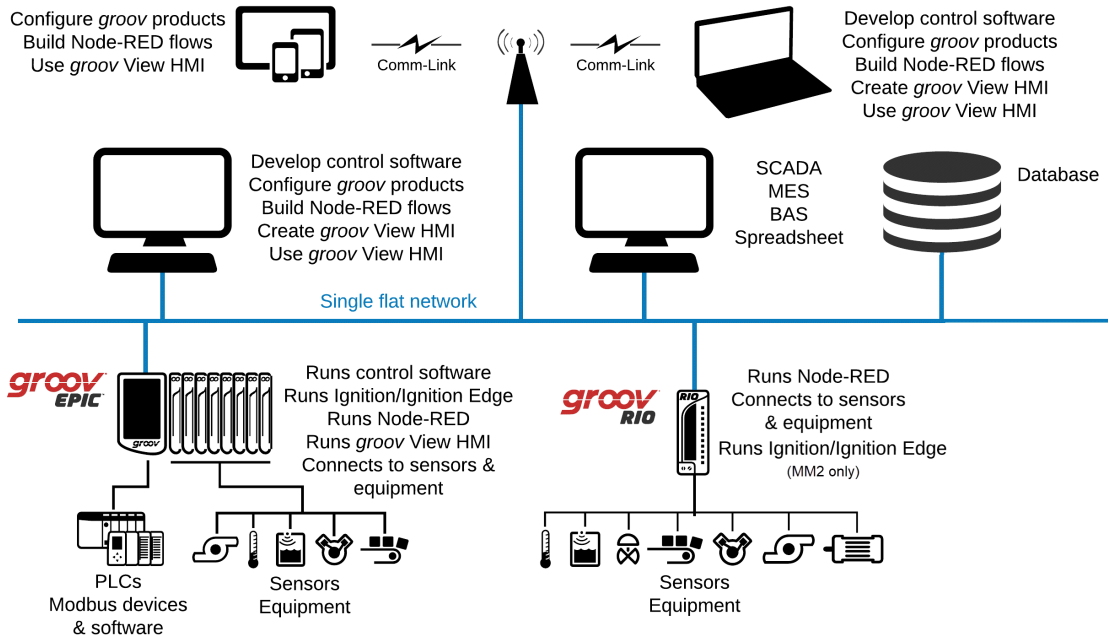 Configure groov products
Build Node-RED flows
Use groov View HMI
Comm-Link
Comm-Link
Develop control software
Configure groov products
Build Node-RED flows
Create groov View HMI
Use groov View HMI
Develop control software
Configure groov products
Build Node-RED flows
Create groov View HMI
Use groov View HMI
SCADA
MES
BAS
Spreadsheet
Database
Single flat network
groov
EPIC
groov
Runs control software
Runs Ignition/Ignition Edge
Runs Node-RED
Runs groov View HMI
Connects to sensors &
equipment
groov
RIO
RIO
Runs Node-RED
Connects to sensors
& equipment
Runs Ignition/Ignition Edge
(MM2 only)
PLCs
Modbus devices
& software
Sensors
Equipment
Sensors
Equipment